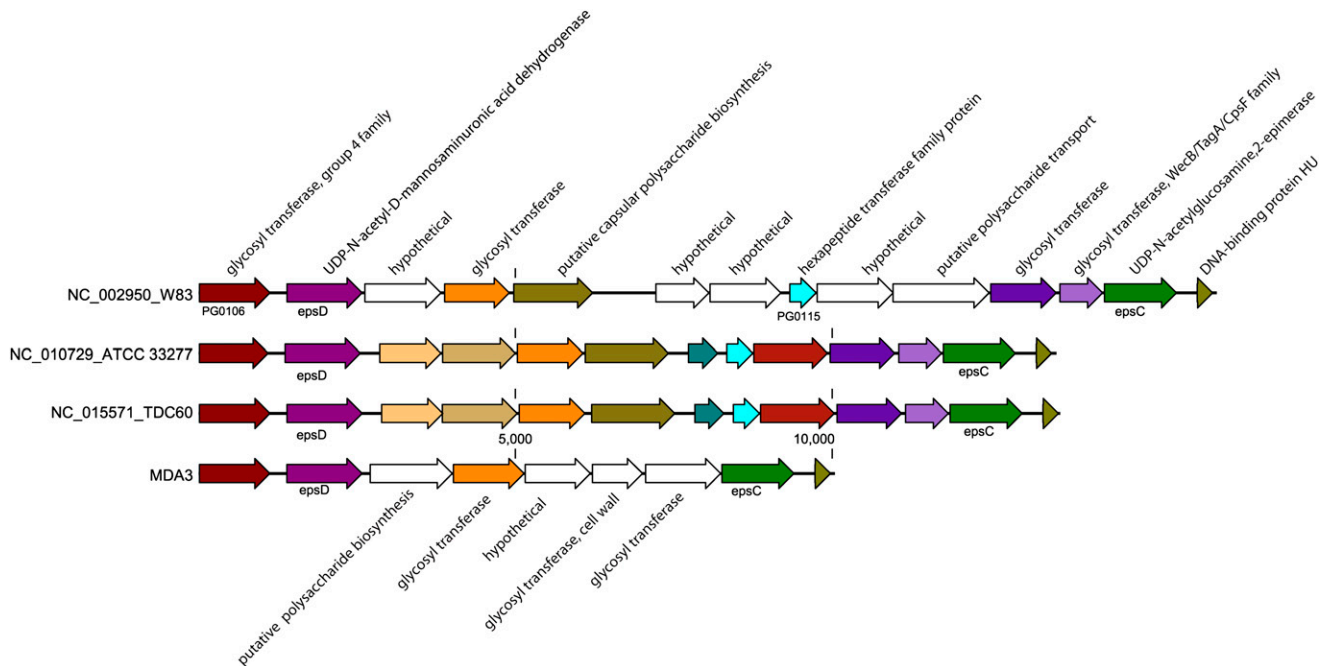 glycosyl transferase, group 4 family
UDP-N-acetyl-D-mannosaminuronic acid dehydrogenase
hypothetical
glycosyl transferase
putative capsular polysaccharide biosynthesis
hypothetical
hypothetical
hexapeptide transferase family protein
hypothetical
putative polysaccharide transport
glycosyl transferase
glycosyl transferase, WecB/TagA/CpsF family
UDP-N-acetylglucosamine,2-epimerase
DNA-binding protein HU
NC_002950_W83
PG0106
epsD
PG0115
epsC
NC_010729_ATCC 33277
epsD
epsC
NC_015571_TDC60
epsD
epsC
5,000
10,000
MDA3
epsD
epsC
putative polysaccharide biosynthesis
glycosyl transferase
hypothetical
glycosyl transferase, cell wall
glycosyl transferase